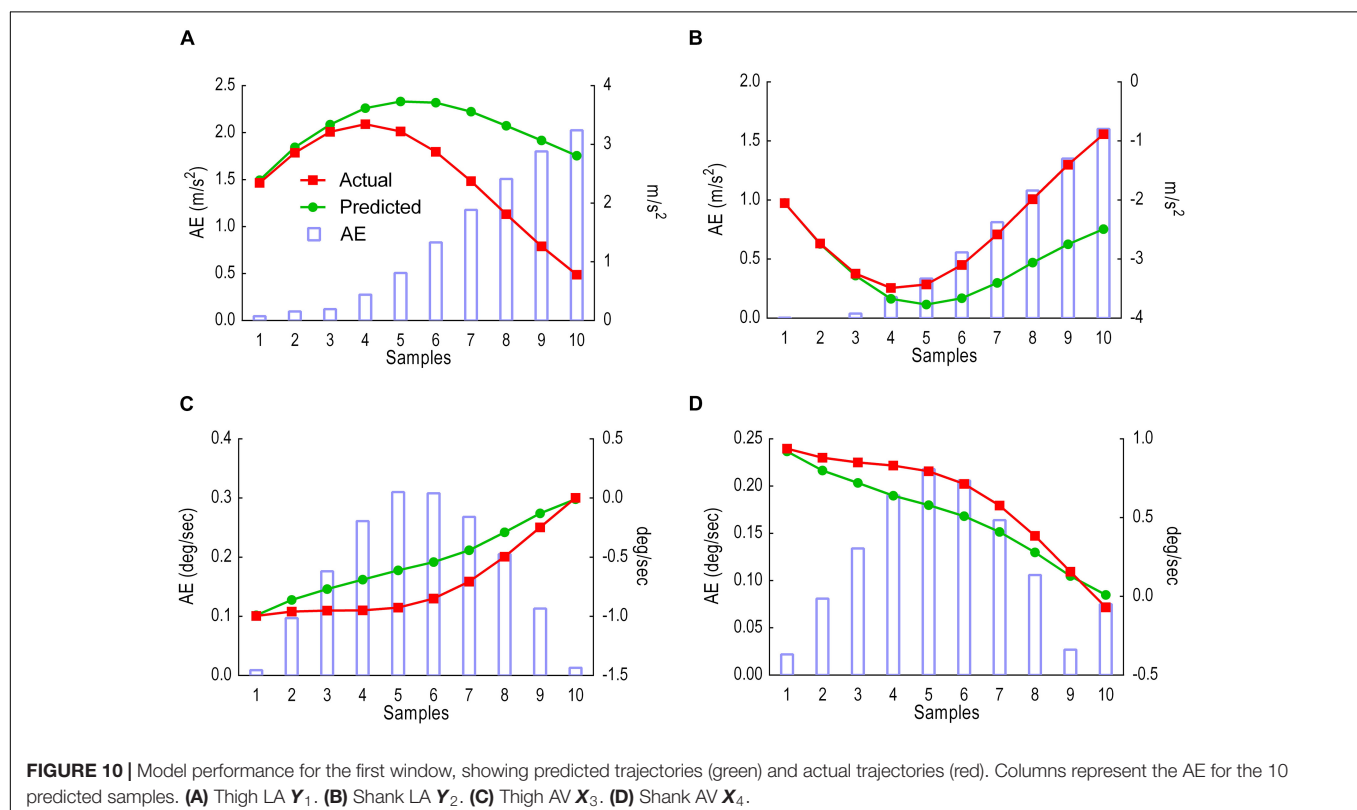 A
2.5
2.0
1.5
1.0
0.5
0.0
AE (m/s²)
4
3
2
1
0
m/s²
Actual
Predicted
AE
1 2 3 4 5 6 7 8 9 10
Samples
B
2.0
1.5
1.0
0.5
0.0
AE (m/s²)
0
-1
-2
-3
-4
m/s²
1 2 3 4 5 6 7 8 9 10
Samples
C
0.4
0.3
0.2
0.1
0.0
AE (deg/sec)
0.5
0.0
-0.5
-1.0
-1.5
deg/sec
1 2 3 4 5 6 7 8 9 10
Samples
D
0.25
0.20
0.15
0.10
0.05
0.00
AE (deg/sec)
1.0
0.5
0.0
-0.5
deg/sec
1 2 3 4 5 6 7 8 9 10
Samples
FIGURE 10 | Model performance for the first window, showing predicted trajectories (green) and actual trajectories (red). Columns represent the AE for the 10
predicted samples. (A) Thigh LA Y₁. (B) Shank LA Y₂. (C) Thigh AV X₃. (D) Shank AV X₄.